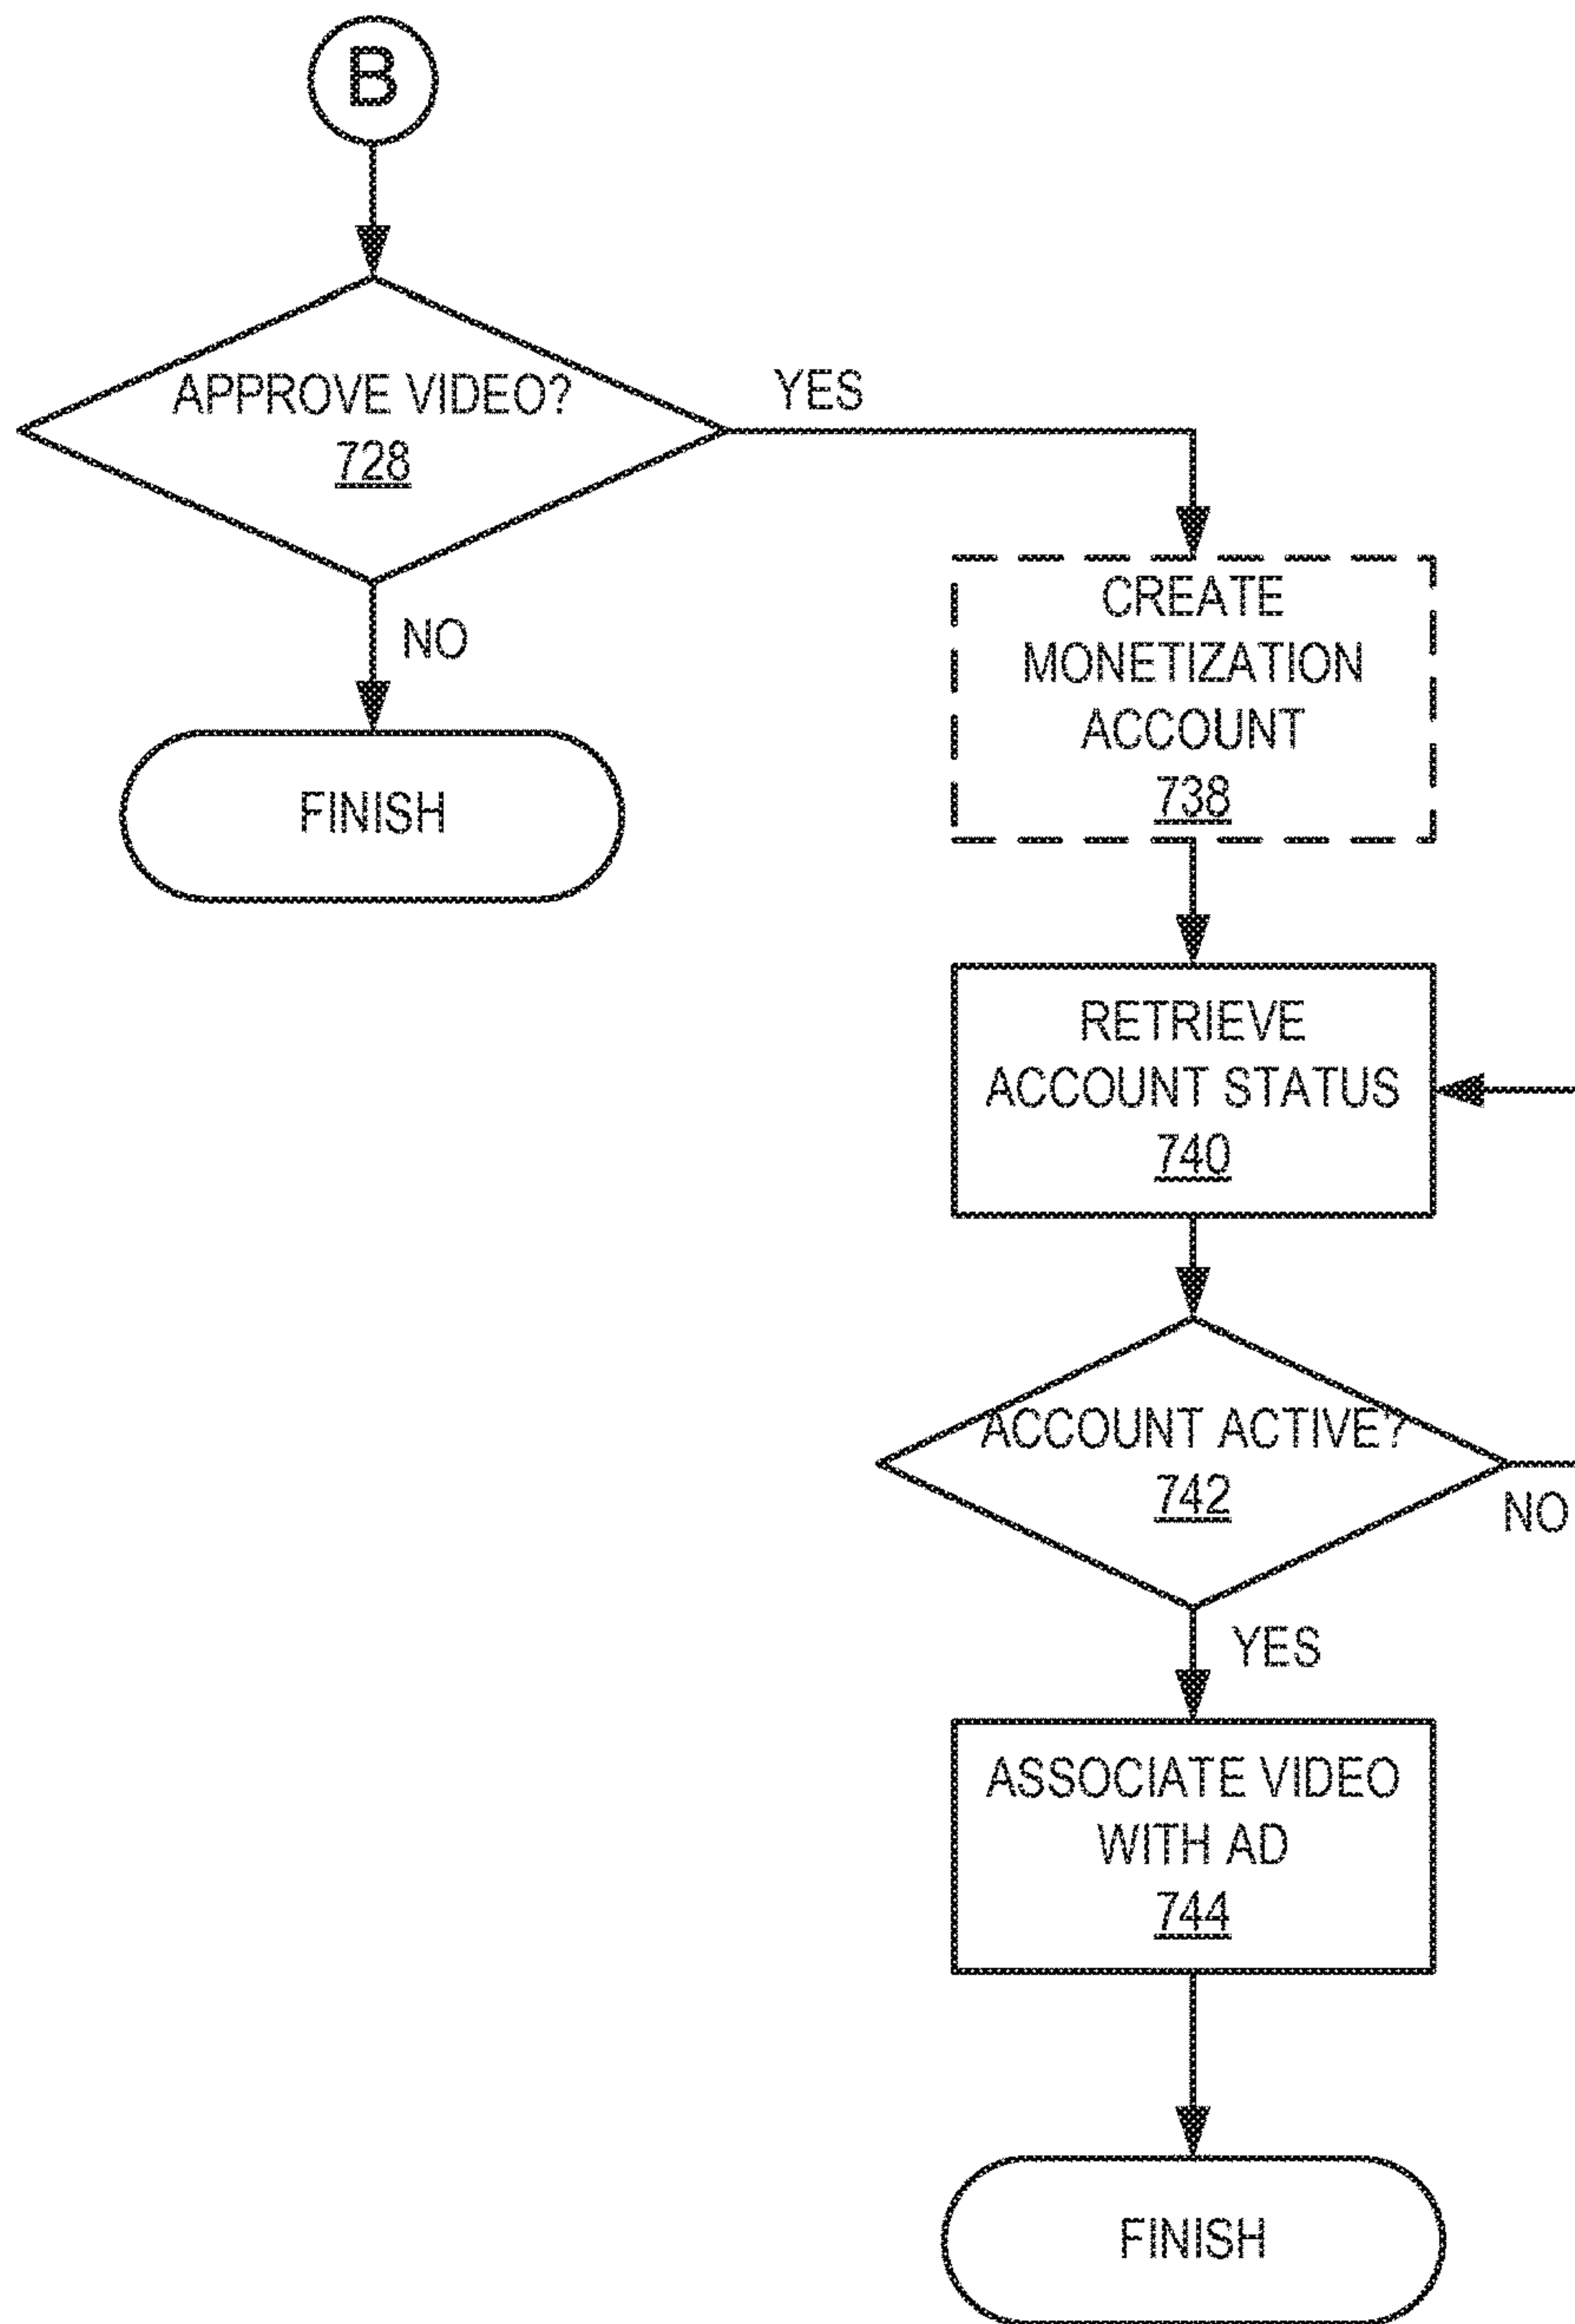 B
APPROVE VIDEO?
728
YES
NO
FINISH
CREATE
MONETIZATION
ACCOUNT
738
RETRIEVE
ACCOUNT STATUS
740
ACCOUNT ACTIVE?
742
NO
YES
ASSOCIATE VIDEO
WITH AD
744
FINISH